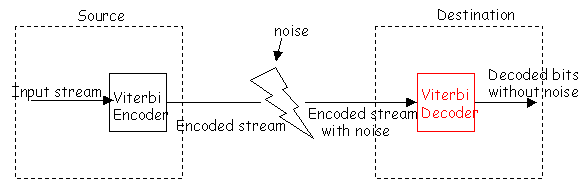 Source
Destination
noise
Input stream
Viterbi
Encoder
Encoded stream
Encoded stream
with noise
Viterbi
Decoder
Decoded bits
without noise